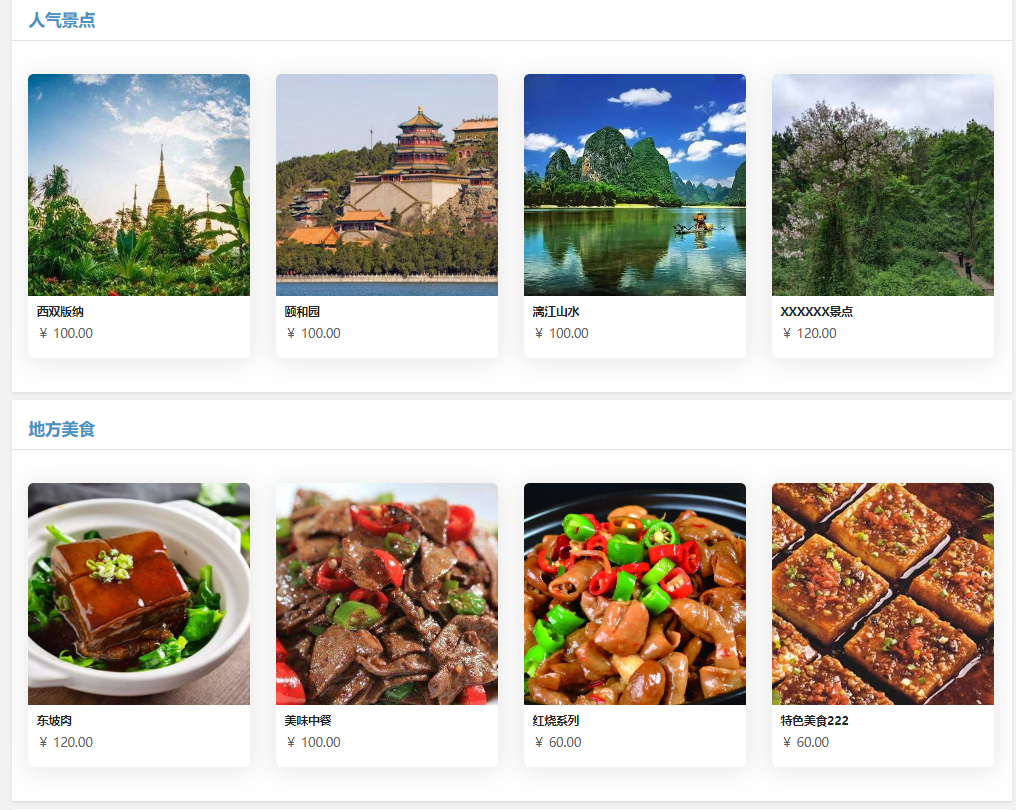 人气景点
西双版纳
¥ 100.00
颐和园
¥ 100.00
漓江山水
¥ 100.00
XXXXXX景点
¥ 120.00
地方美食
东坡肉
¥ 120.00
美味中餐
¥ 100.00
红烧系列
¥ 60.00
特色美食222
¥ 60.00